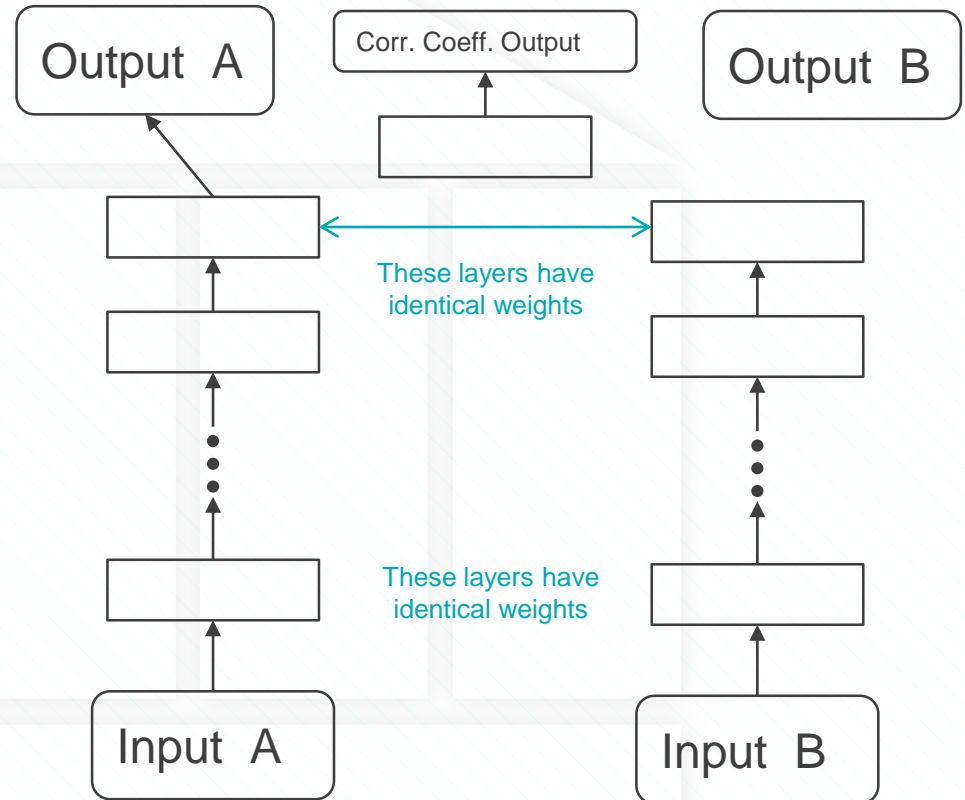 Output A
Corr. Coeff. Output
Output B
These layers have
identical weights
These layers have
identical weights
Input A
Input B